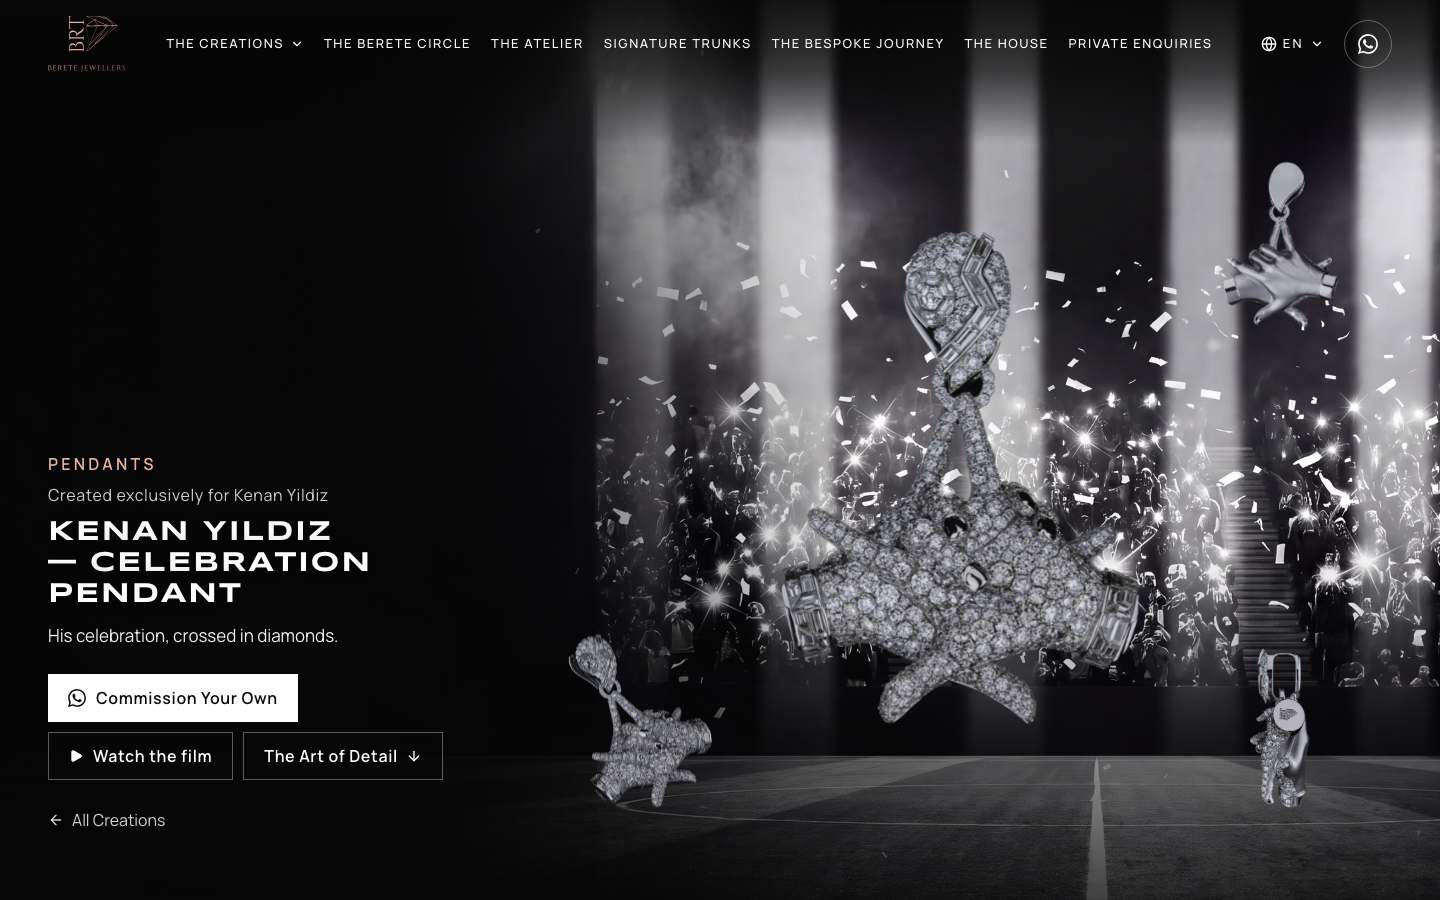 BRT
BERETE JEWELLERS
THE CREATIONS
THE BERETE CIRCLE
THE ATELIER
SIGNATURE TRUNKS
THE BESPOKE JOURNEY
THE HOUSE
PRIVATE ENQUIRIES
EN
PENDANTS
Created exclusively for Kenan Yildiz
KENAN YILDIZ
— CELEBRATION
PENDANT
His celebration, crossed in diamonds.
Commission Your Own
Watch the film
The Art of Detail
All Creations